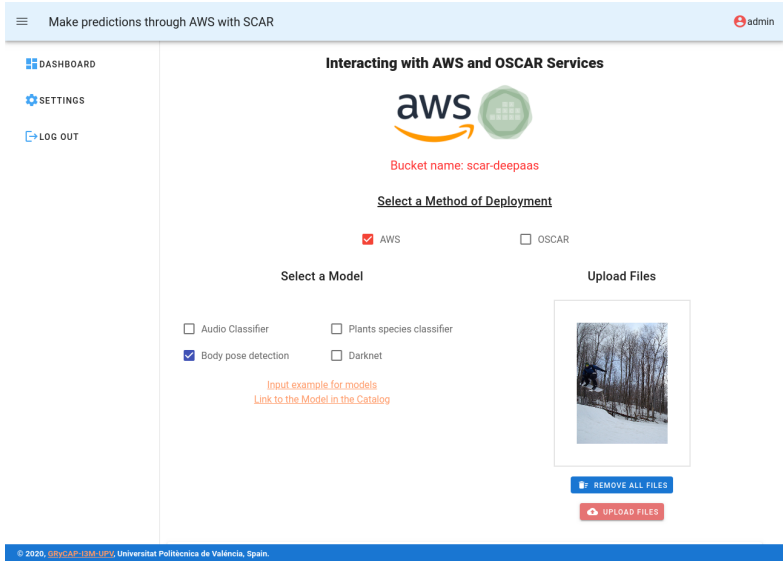 Make predictions through AWS with SCAR
admin
DASHBOARD
SETTINGS
LOG OUT
Interacting with AWS and OSCAR Services
aws
Bucket name: scar-deepaas
Select a Method of Deployment
AWS
OSCAR
Select a Model
Upload Files
Audio Classifier
Plants species classifier
Body pose detection
Darknet
Input example for models
Link to the Model in the Catalog
REMOVE ALL FILES
UPLOAD FILES
© 2020, GRyCAP-I3M-UPV, Universitat Politècnica de València, Spain.